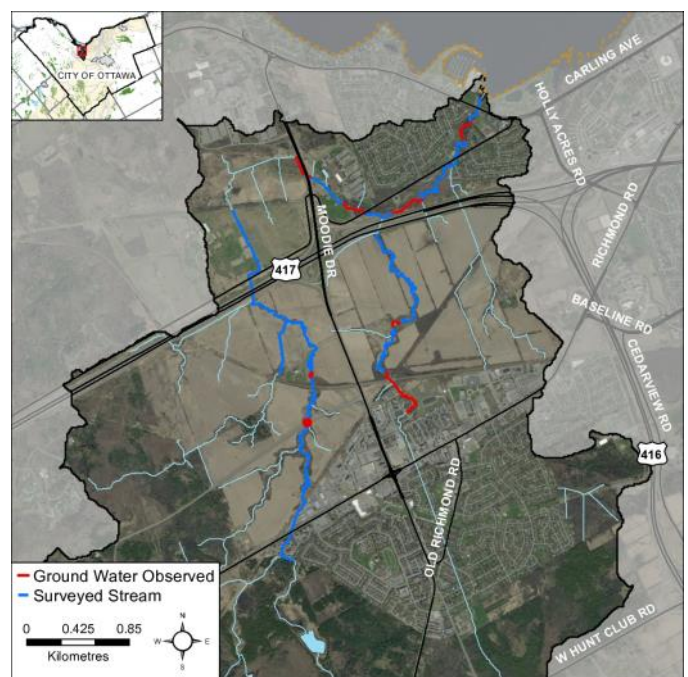 CITY OF OTTAWA
CARLING AVE
HOLLY ACRES RD
RICHMOND RD
MOODIE DR
417
BASELINE RD
CEDARVIEW RD
416
OLD RICHMOND RD
W HUNT CLUB RD
Ground Water Observed
Surveyed Stream
0 0.425 0.85
Kilometres
N
W E
S